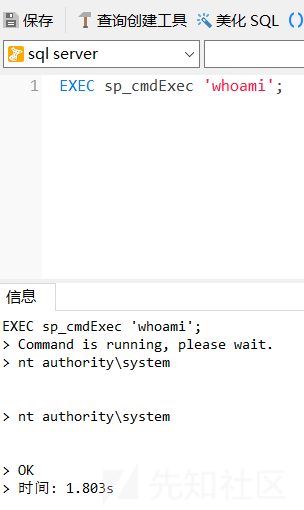 保存 查询创建工具 美化 SQL ()
sql server
1 EXEC sp_cmdExec 'whoami';
信息
EXEC sp_cmdExec 'whoami';
> Command is running, please wait.
> nt authority\system
> nt authority\system
> OK
> 时间: 1.803s
先知社区